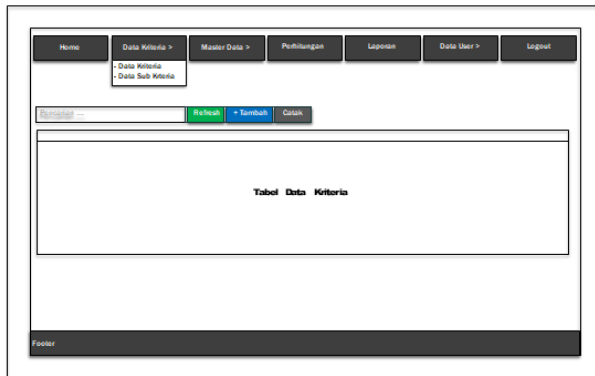 Home Data Kriteria > Master Data > Perhitungan Laporan Data User > Logout
- Data Kriteria
- Data Sub Kriteria
Refresh + Tambah Catak
Tabel Data Kriteria
Footer